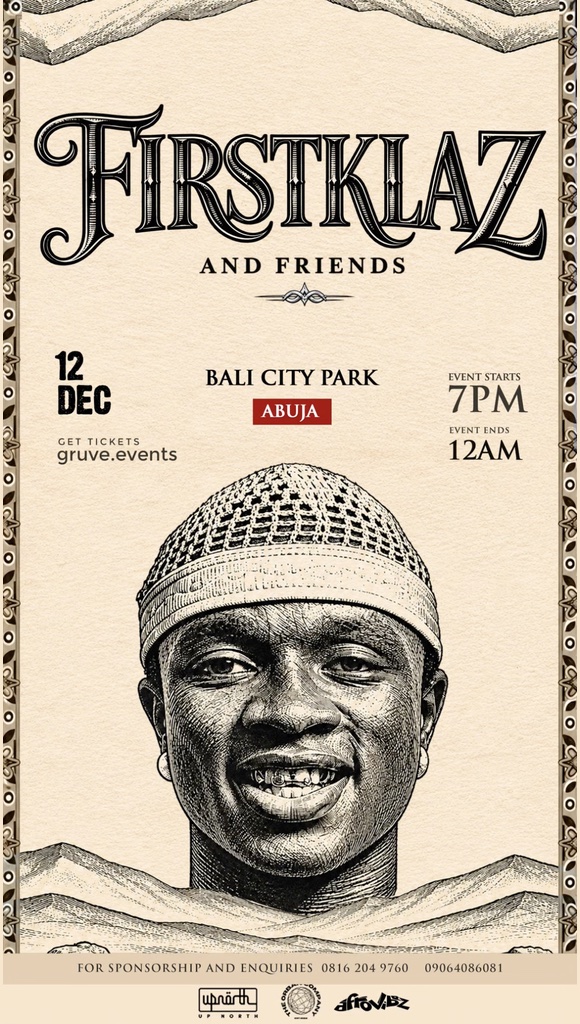 FIRSTKLAZ
AND FRIENDS
12
DEC
GET TICKETS
gruve.events
BALI CITY PARK
ABUJA
EVENT STARTS
7PM
EVENT ENDS
12AM
FOR SPONSORSHIP AND ENQUIRIES 0816 204 9760 09064086081
upnörth
UP NORTH
afrovibz